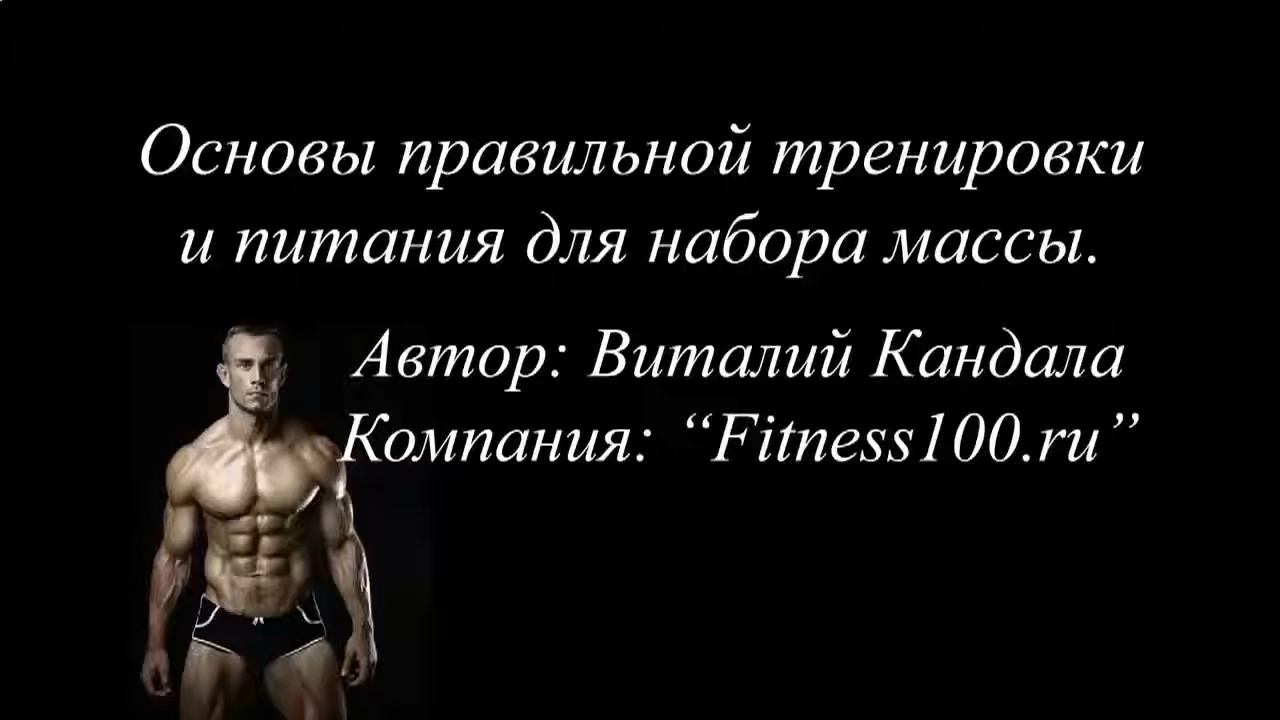 Основы правильной тренировки
и питания для набора массы.
Автор: Виталий Кандала
Компания: “Fitness100.ru”